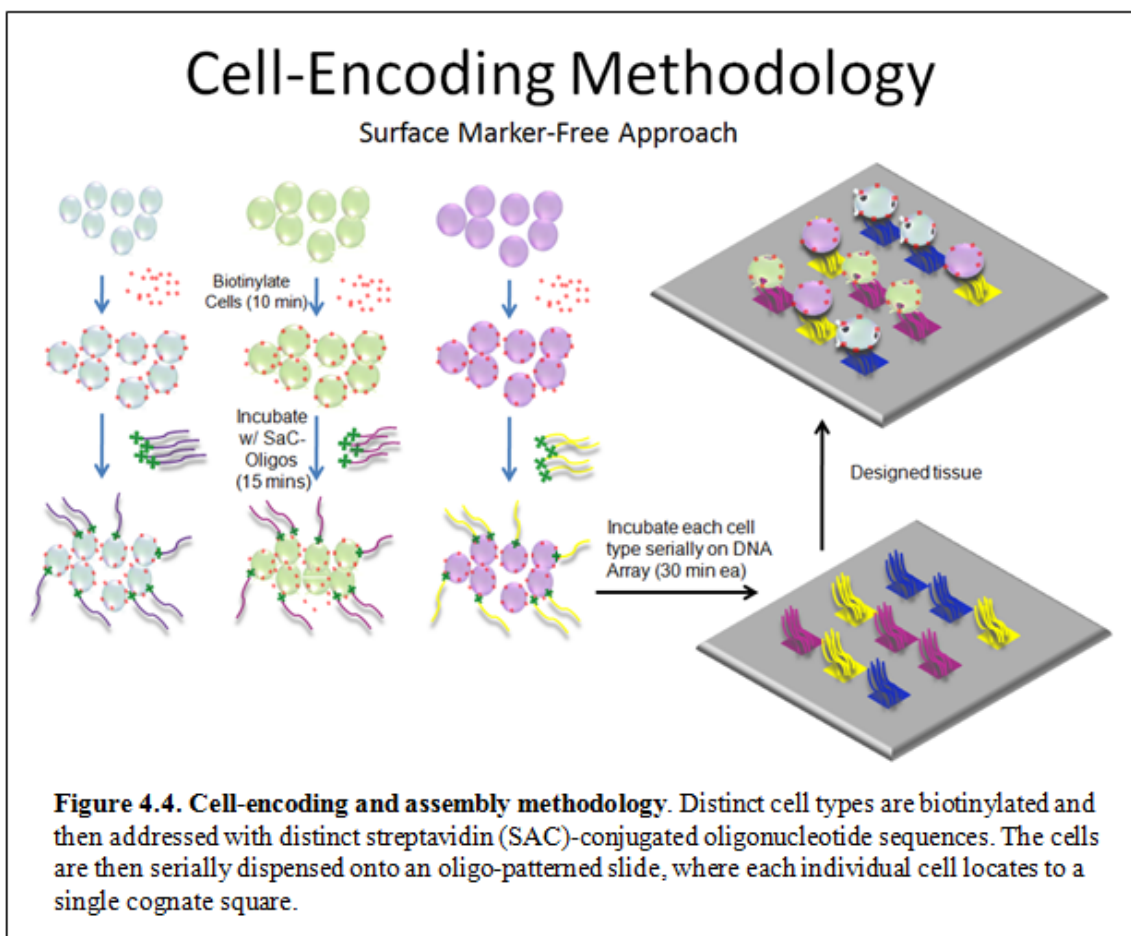 Cell-Encoding Methodology
Surface Marker-Free Approach
Biotinylate
Cells (10 min)
Incubate
w/ SaC-
Oligos
(15 mins)
Incubate each cell
type serially on DNA
Array (30 min ea)
Designed tissue
Figure 4.4. Cell-encoding and assembly methodology. Distinct cell types are biotinylated and
then addressed with distinct streptavidin (SAC)-conjugated oligonucleotide sequences. The cells
are then serially dispensed onto an oligo-patterned slide, where each individual cell locates to a
single cognate square.